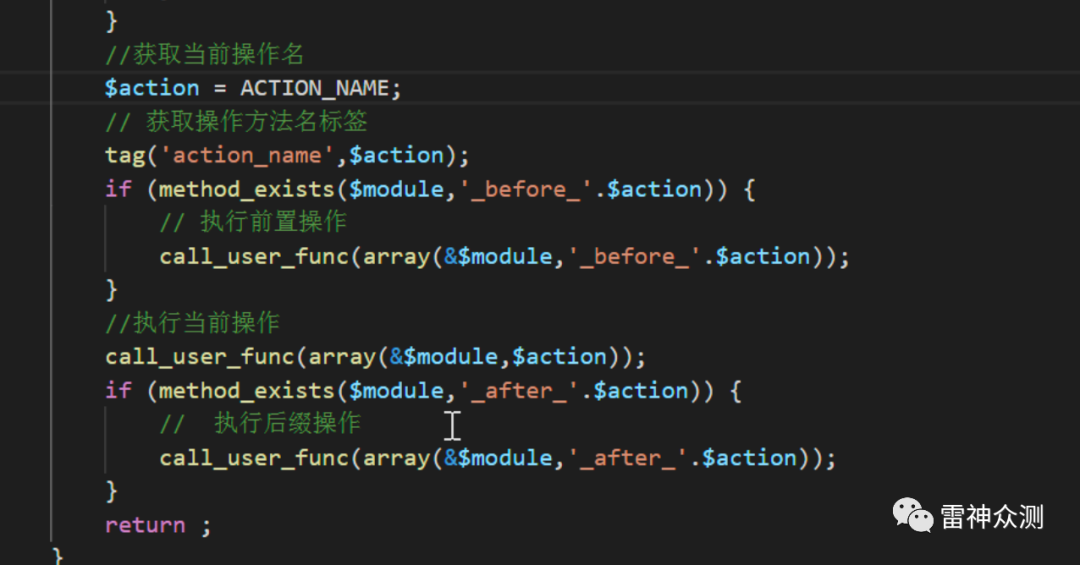 }
//获取当前操作名
$action = ACTION_NAME;
// 获取操作方法名标签
tag('action_name',$action);
if (method_exists($module,'_before_'.$action)) {
// 执行前置操作
call_user_func(array(&$module,'_before_'.$action));
}
//执行当前操作
call_user_func(array(&$module,$action));
if (method_exists($module,'_after_'.$action)) {
//  执行后缀操作
call_user_func(array(&$module,'_after_'.$action));
}
return ;
}
雷神众测